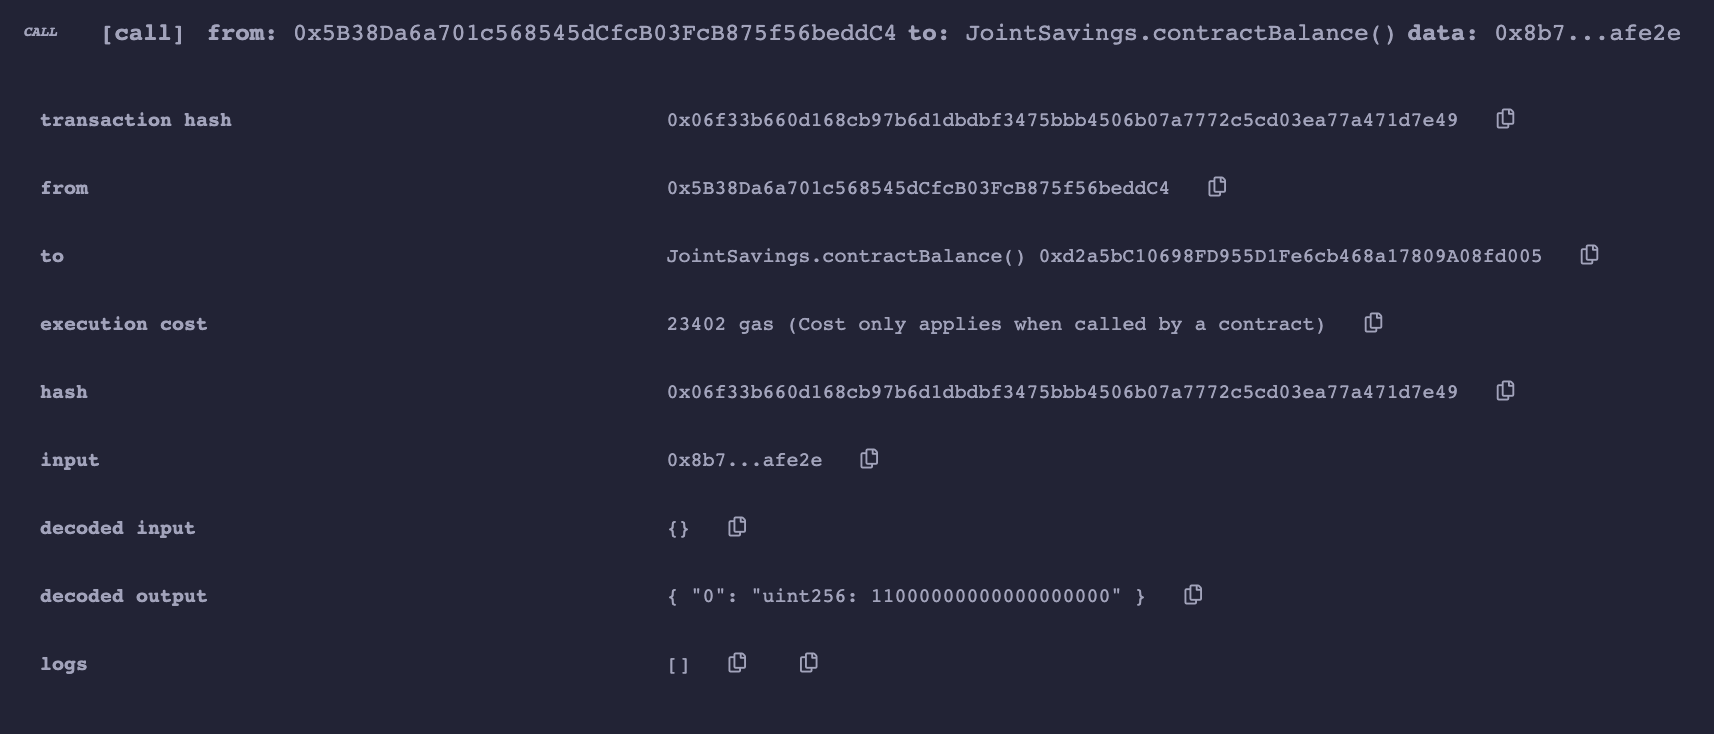 CALL [call] from: 0x5B38Da6a701c568545dCfcB03FcB875f56beddC4 to: JointSavings.contractBalance() data: 0x8b7...afe2e
transaction hash 0x06f33b660d168cb97b6d1dbdbf3475bbb4506b07a7772c5cd03ea77a471d7e49
from 0x5B38Da6a701c568545dCfcB03FcB875f56beddC4
to JointSavings.contractBalance() 0xd2a5bC10698FD955D1Fe6cb468a17809A08fd005
execution cost 23402 gas (Cost only applies when called by a contract)
hash 0x06f33b660d168cb97b6d1dbdbf3475bbb4506b07a7772c5cd03ea77a471d7e49
input 0x8b7...afe2e
decoded input {}
decoded output { "0": "uint256: 11000000000000000000" }
logs []